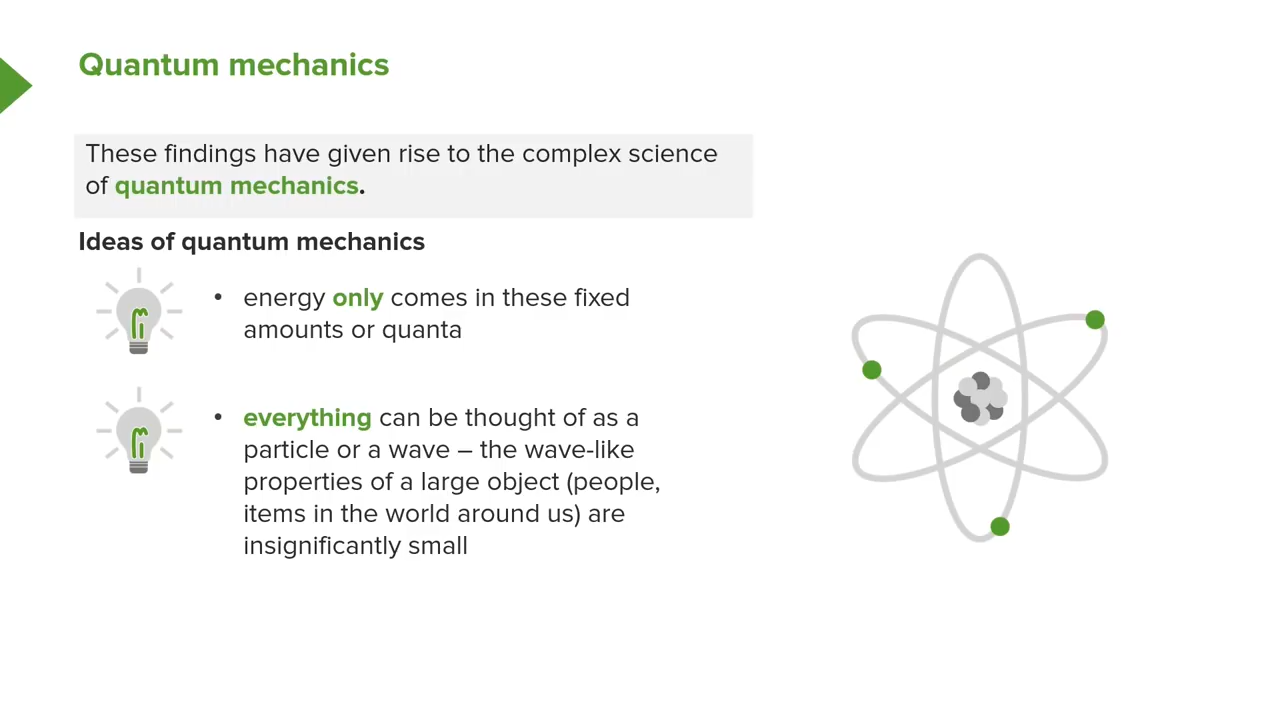 Quantum mechanics
These findings have given rise to the complex science
of quantum mechanics.
Ideas of quantum mechanics
• energy only comes in these fixed
amounts or quanta
• everything can be thought of as a
particle or a wave – the wave-like
properties of a large object (people,
items in the world around us) are
insignificantly small